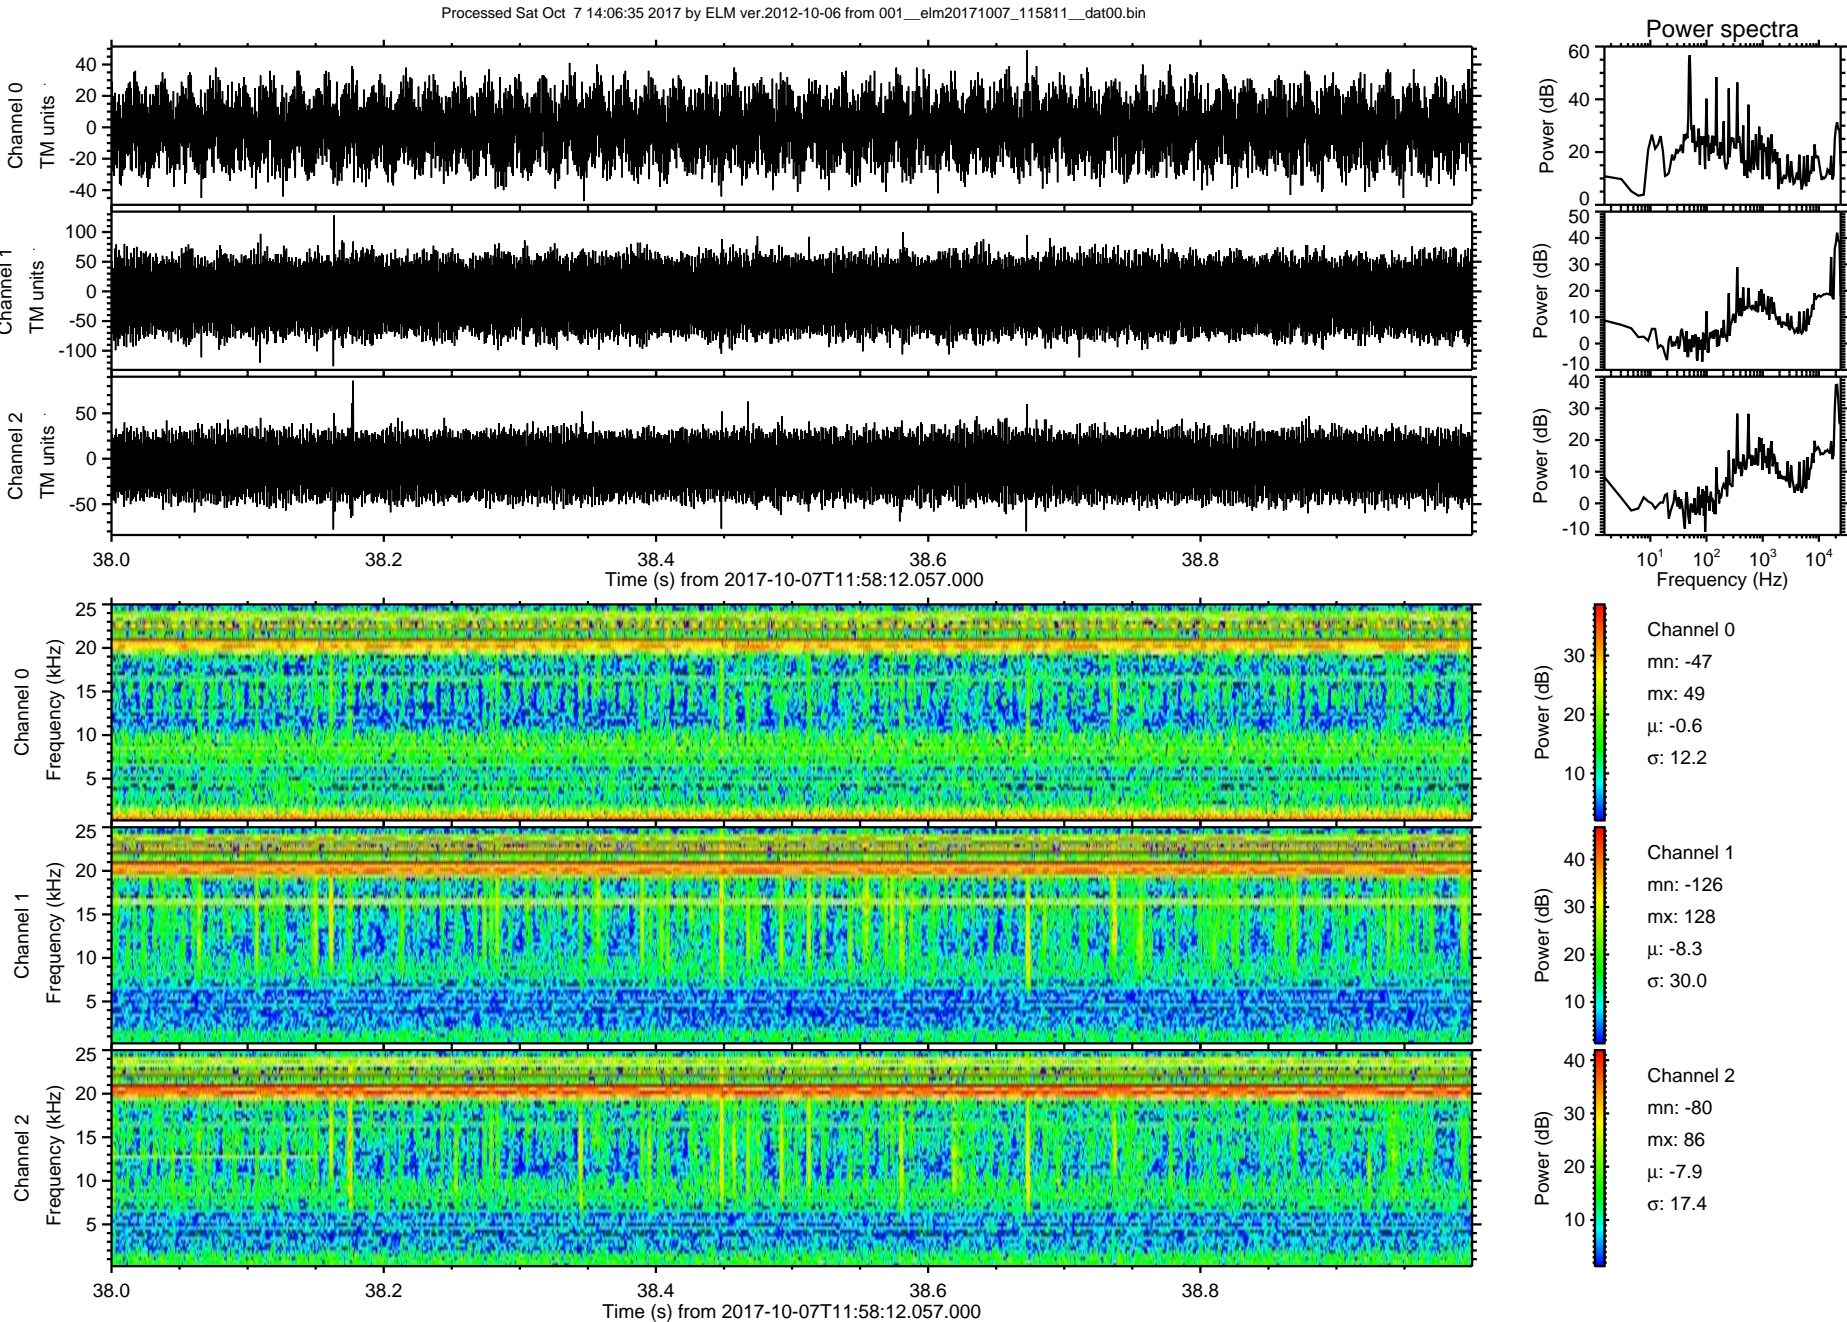 Processed Sat Oct  7 14:06:35 2017 by ELM ver.2012-10-06 from 001__elm20171007_115811__dat00.bin
Power spectra
Channel 0
TM units
40
20
0
-20
-40
Power (dB)
60
40
20
0
Channel 1
TM units
100
50
0
-50
-100
Power (dB)
50
40
30
20
10
0
-10
Channel 2
TM units
50
0
-50
Power (dB)
40
30
20
10
0
-10
38.0
38.2
38.4
38.6
38.8
Time (s) from 2017-10-07T11:58:12.057.000
10¹
10²
10³
10⁴
Frequency (Hz)
Channel 0
Frequency (kHz)
25
20
15
10
5
Power (dB)
30
20
10
Channel 0
mn: -47
mx: 49
μ: -0.6
σ: 12.2
Channel 1
Frequency (kHz)
25
20
15
10
5
Power (dB)
40
30
20
10
Channel 1
mn: -126
mx: 128
μ: -8.3
σ: 30.0
Channel 2
Frequency (kHz)
25
20
15
10
5
Power (dB)
40
30
20
10
Channel 2
mn: -80
mx: 86
μ: -7.9
σ: 17.4
38.0
38.2
38.4
38.6
38.8
Time (s) from 2017-10-07T11:58:12.057.000